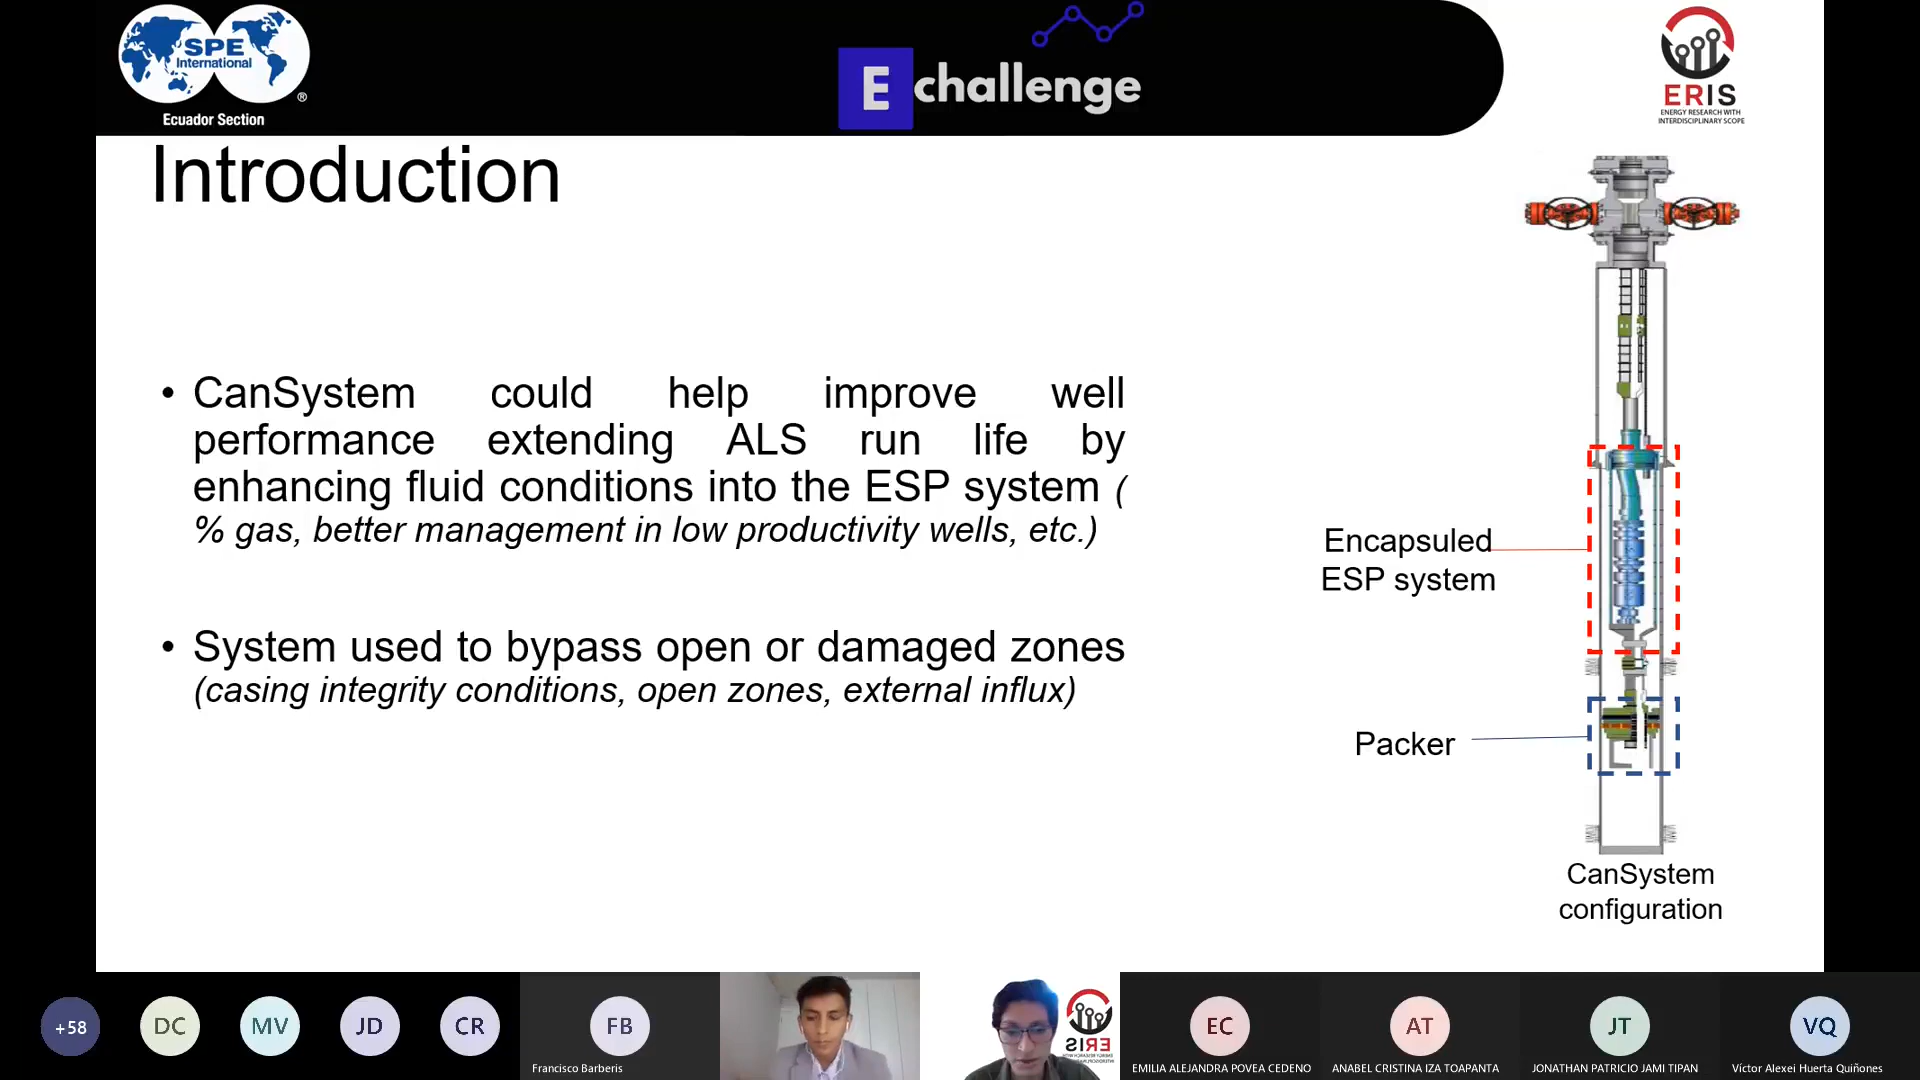 SPE
International
®
Ecuador Section
E challenge
ERIS
ENERGY RESEARCH WITH
INTERDISCIPLINARY SCOPE
Introduction
• CanSystem could help improve well
performance extending ALS run life by
enhancing fluid conditions into the ESP system (
% gas, better management in low productivity wells, etc.)
• System used to bypass open or damaged zones
(casing integrity conditions, open zones, external influx)
Encapsuled
ESP system
Packer
CanSystem
configuration
+58
DC
MV
JD
CR
FB
Francisco Barberis
ERIS
EC
EMILIA ALEJANDRA POVEA CEDENO
AT
ANABEL CRISTINA IZA TOAPANTA
JT
JONATHAN PATRICIO JAMI TIPAN
VQ
Víctor Alexei Huerta Quiñones